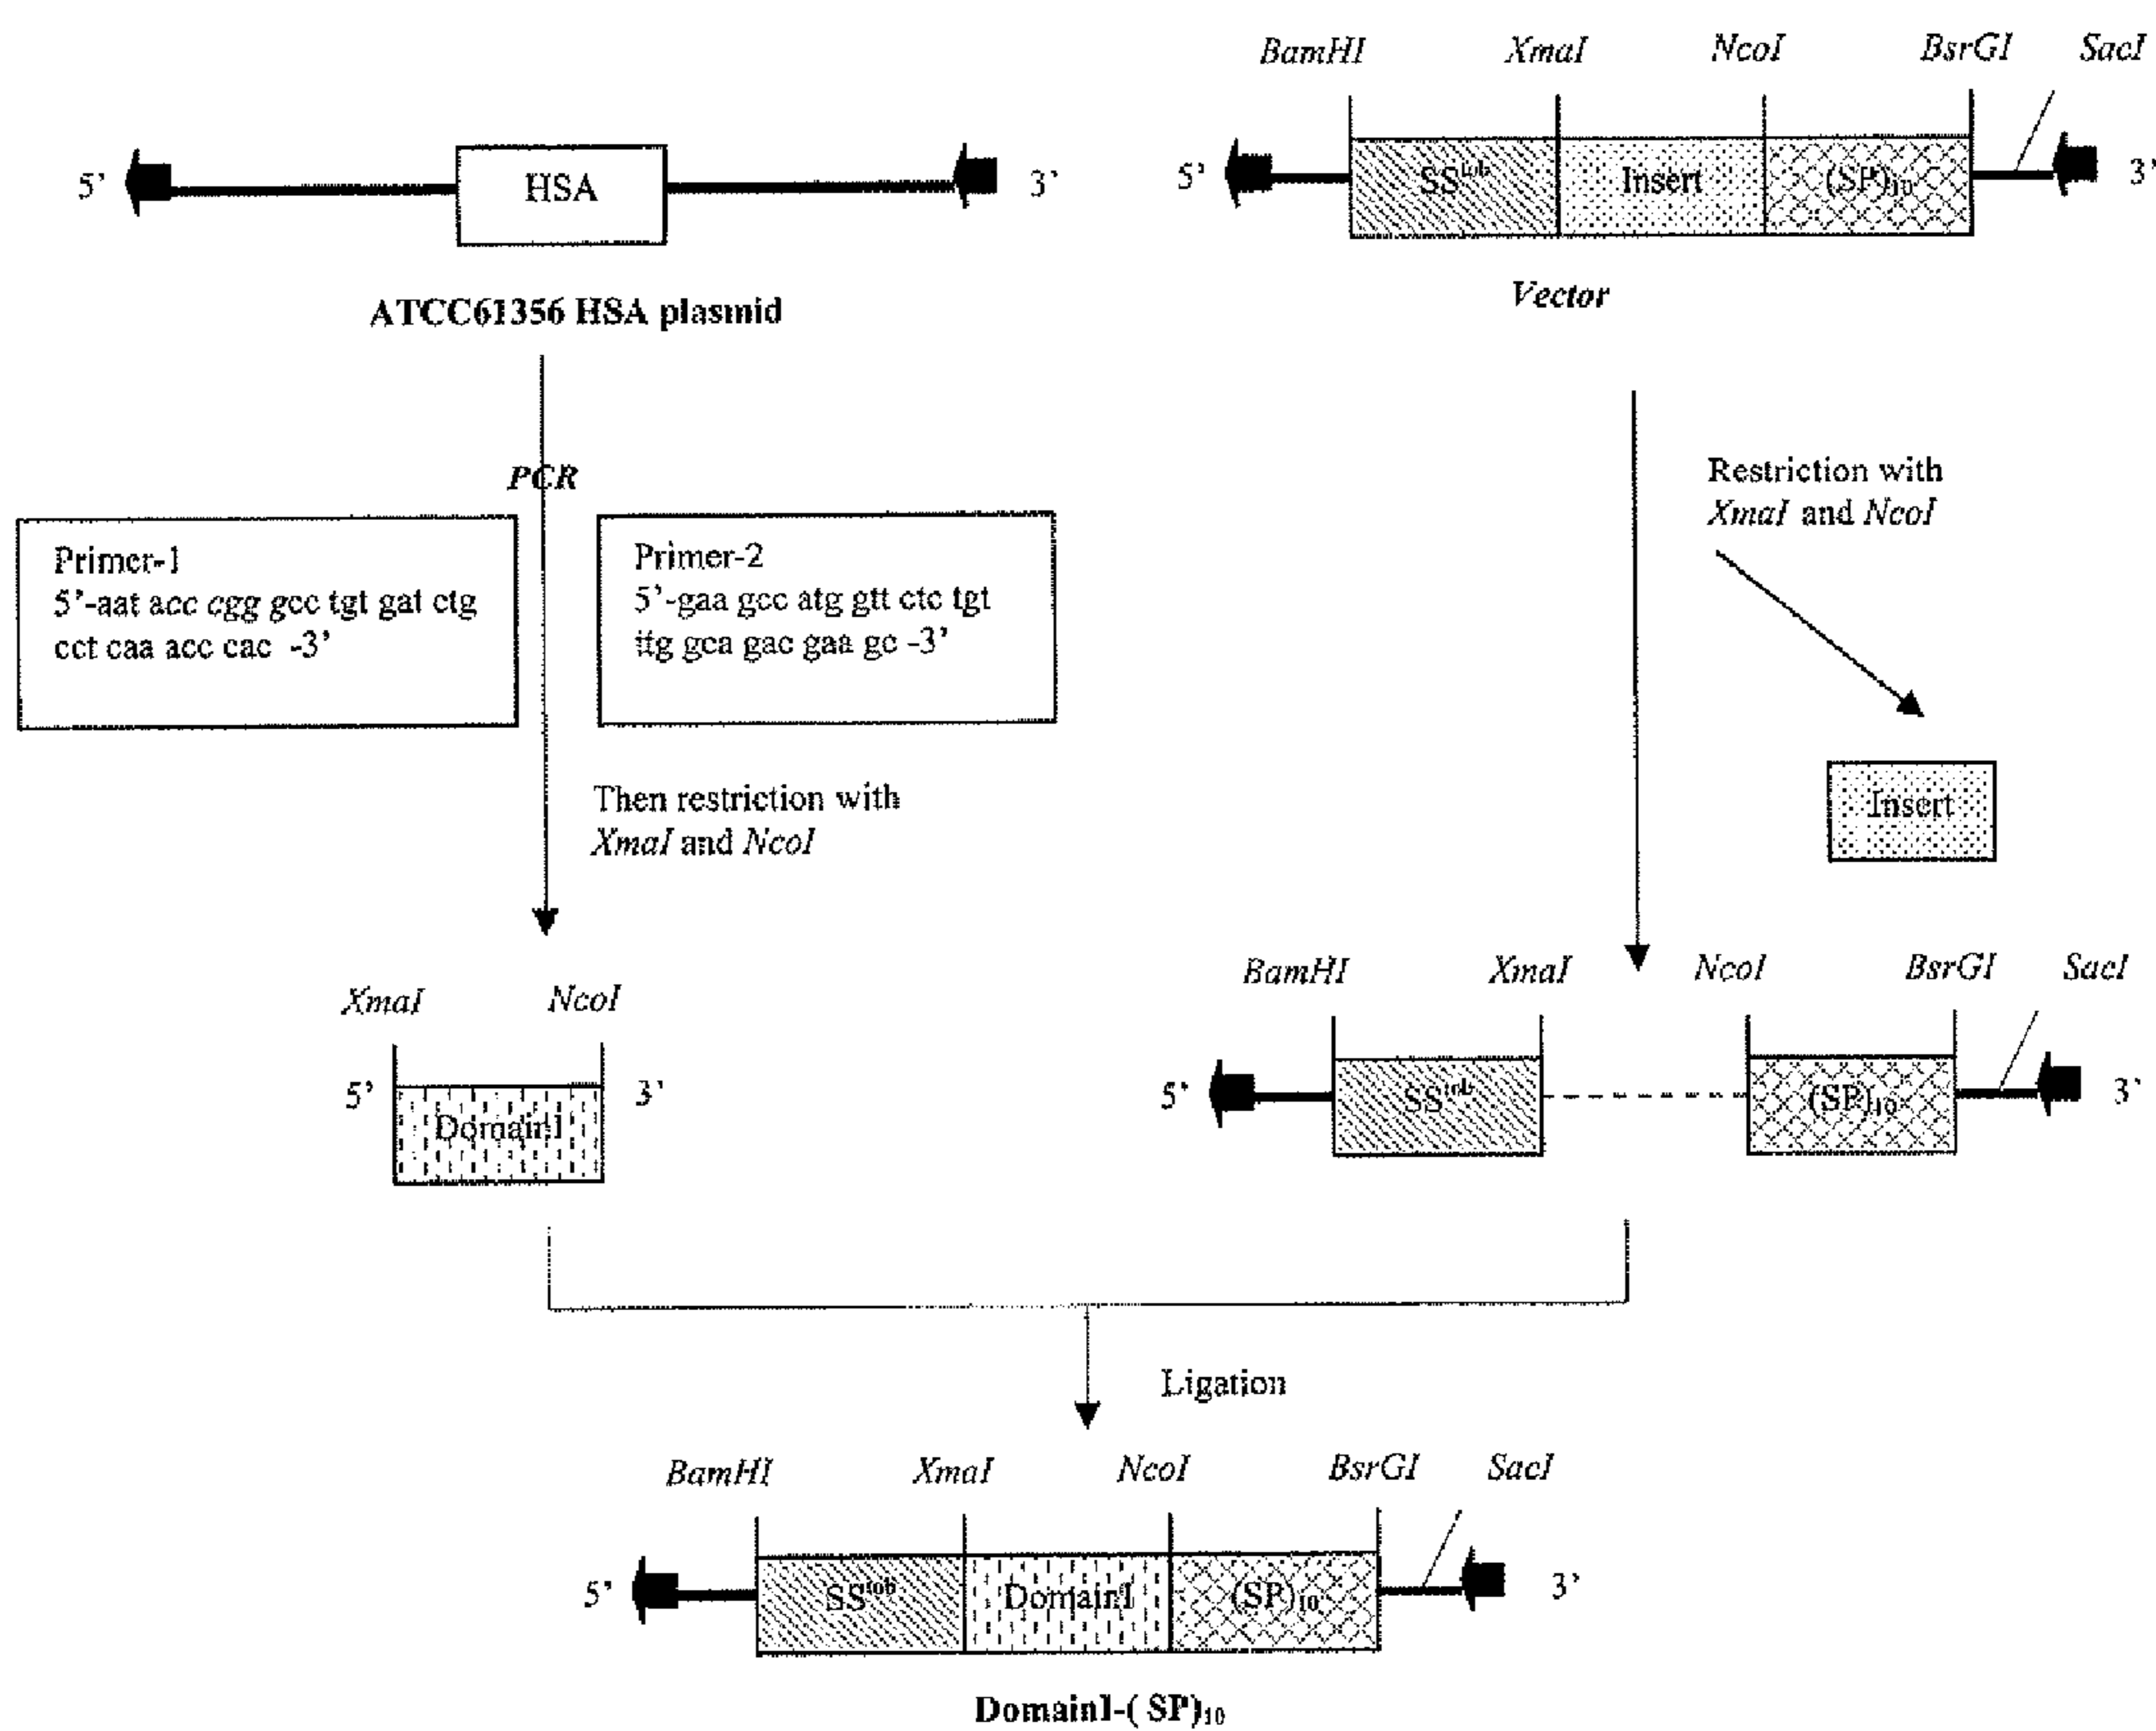 BamHI XmaI NcoI BsrGI SacI
5’ HSA 3’
5’ SS^tob Insert (SP)₁₀ 3’
ATCC61356 HSA plasmid
Vector
PCR
Primer-1
5’-aat acc cgg gcc tgt gat ctg
cct caa acc cac -3’
Primer-2
5’-gaa gcc atg gtt ctc tgt
ttg gca gac gaa gc -3’
Restriction with
XmaI and NcoI
Insert
Then restriction with
XmaI and NcoI
XmaI NcoI
5’ DomainI 3’
BamHI XmaI NcoI BsrGI SacI
5’ SS^tob (SP)₁₀ 3’
Ligation
BamHI XmaI NcoI BsrGI SacI
5’ SS^tob DomainI (SP)₁₀ 3’
DomainI-( SP)₁₀